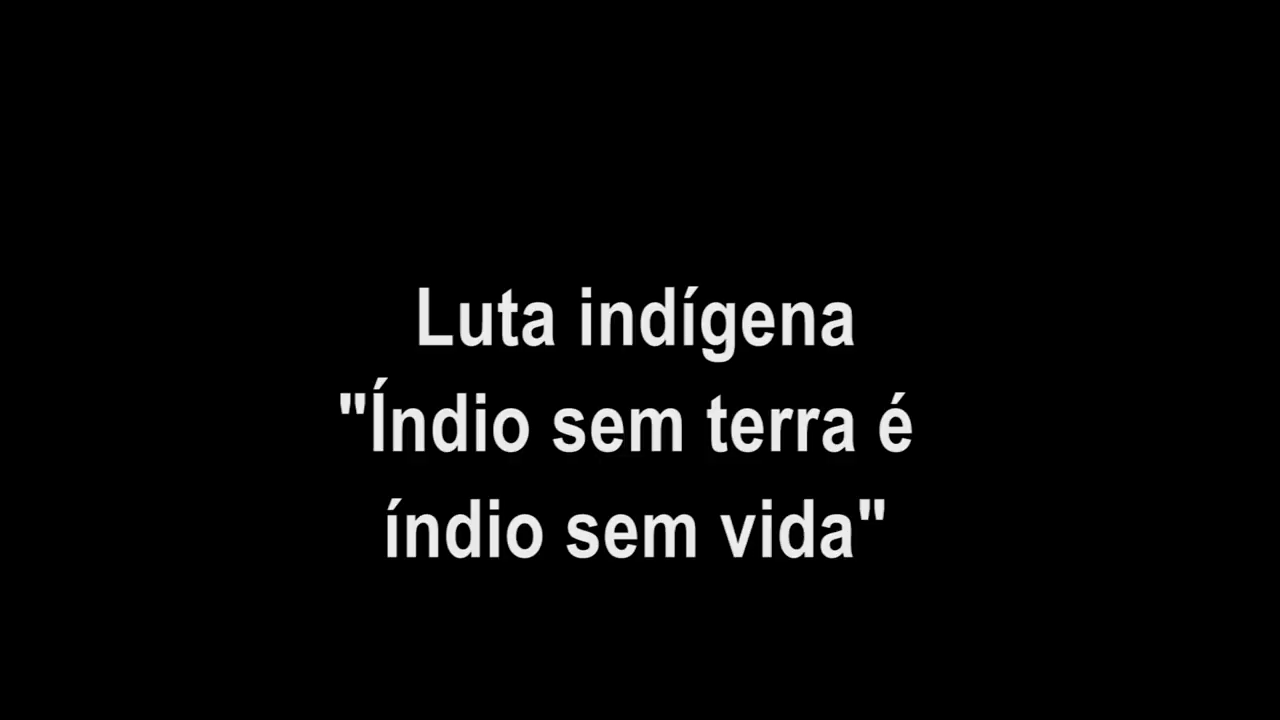 Luta indígena
"Índio sem terra é
índio sem vida"